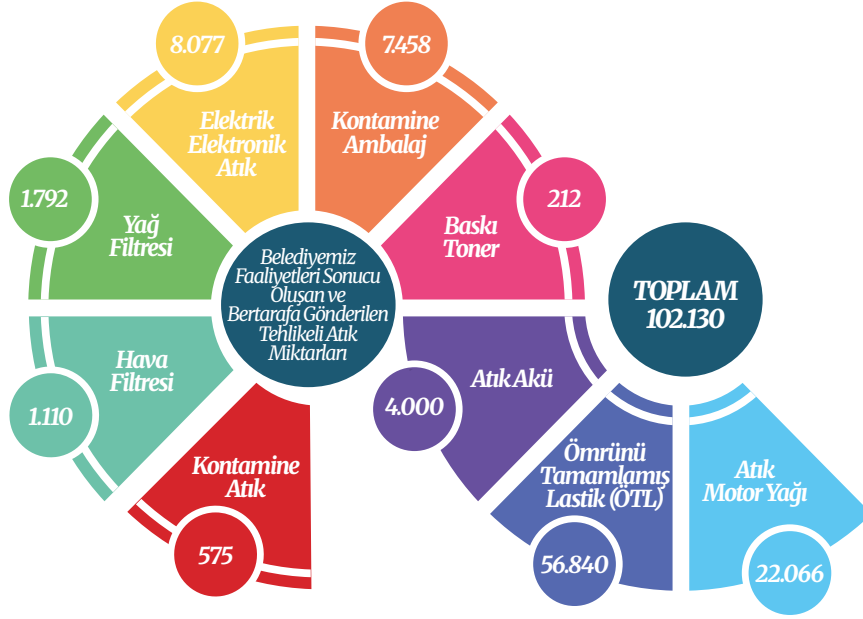 8.077
Elektrik
Elektronik
Atık
7.458
Kontamine
Ambalaj
1.792
Yağ
Filtresi
212
Baskı
Toner
Belediyemiz
Faaliyetleri Sonucu
Oluşan ve
Bertarafa Gönderilen
Tehlikeli Atık
Miktarları
TOPLAM
102.130
Hava
Filtresi
1.110
Atık Akü
4.000
Kontamine
Atık
575
Ömrünü
Tamamlamış
Lastik (ÖTL)
56.840
Atık
Motor Yağı
22.066